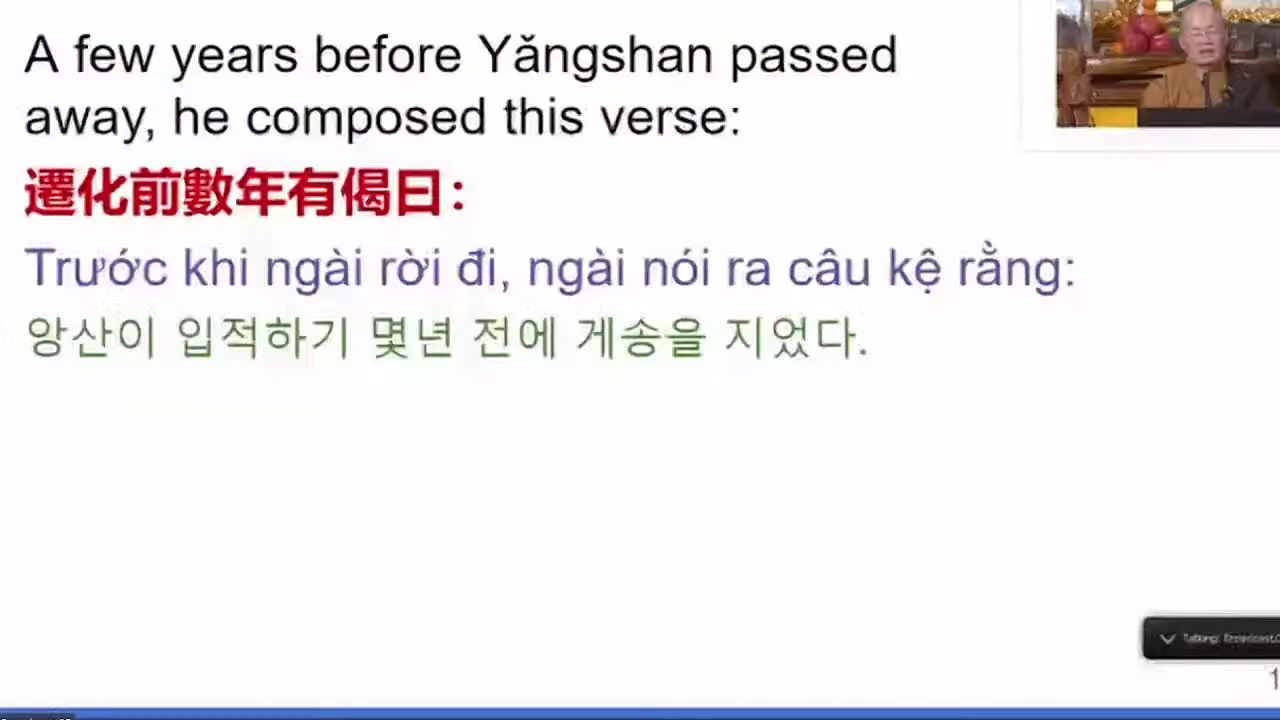 A few years before Yǎngshan passed
away, he composed this verse:
遷化前數年有偈曰：
Trước khi ngài rời đi, ngài nói ra câu kệ rằng:
앙산이 입적하기 몇년 전에 게송을 지었다.
Talking:
1